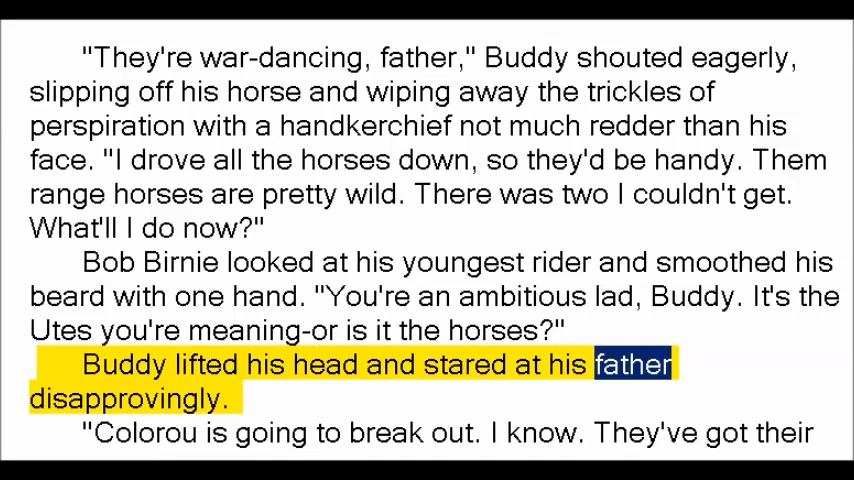 "They're war-dancing, father," Buddy shouted eagerly,
slipping off his horse and wiping away the trickles of
perspiration with a handkerchief not much redder than his
face. "I drove all the horses down, so they'd be handy. Them
range horses are pretty wild. There was two I couldn't get.
What'll I do now?"
Bob Birnie looked at his youngest rider and smoothed his
beard with one hand. "You're an ambitious lad, Buddy. It's the
Utes you're meaning-or is it the horses?"
Buddy lifted his head and stared at his father
disapprovingly.
"Colorou is going to break out. I know. They've got their